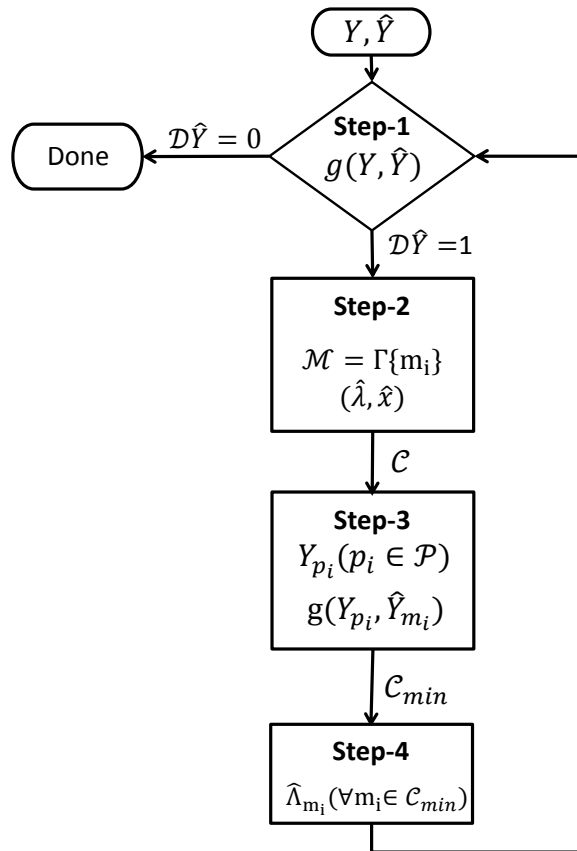 Y, Ŷ
Step-1
g(Y, Ŷ)
𝒟Ŷ = 0
Done
𝒟Ŷ =1
Step-2
ℳ = Γ{m_i}
(λ̂, x̂)
𝒞
Step-3
Y_{p_i}(p_i ∈ 𝒫)
g(Y_{p_i}, Ŷ_{m_i})
𝒞_{min}
Step-4
Λ̂_{m_i}(∀m_i∈ 𝒞_{min})